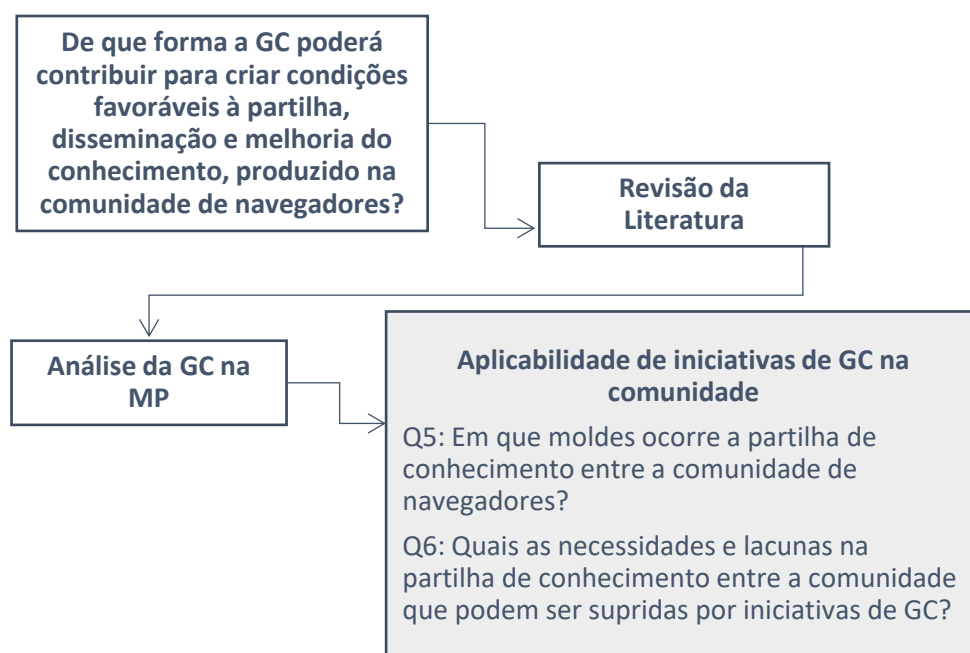 De que forma a GC poderá
contribuir para criar condições
favoráveis à partilha,
disseminação e melhoria do
conhecimento, produzido na
comunidade de navegadores?
Revisão da
Literatura
Análise da GC na
MP
Aplicabilidade de iniciativas de GC na
comunidade
Q5: Em que moldes ocorre a partilha de
conhecimento entre a comunidade de
navegadores?
Q6: Quais as necessidades e lacunas na
partilha de conhecimento entre a comunidade
que podem ser supridas por iniciativas de GC?